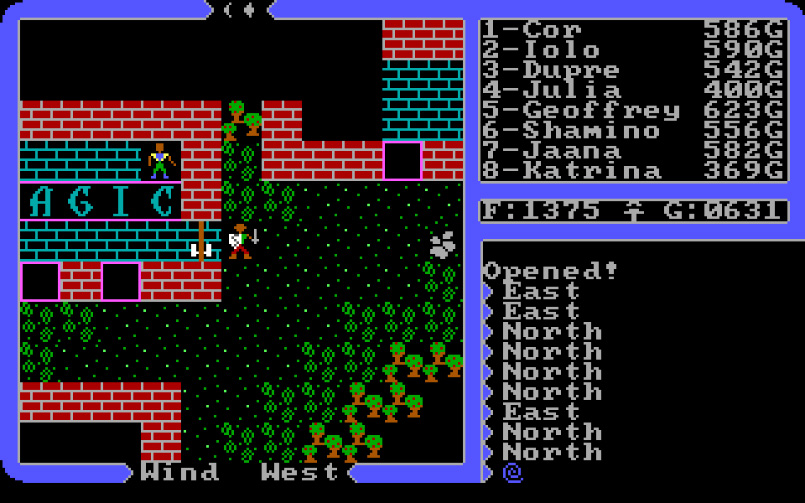 1-Cor 586G
2-Iolo 590G
3-Dupre 542G
4-Julia 400G
5-Geoffrey 623G
6-Shamino 556G
7-Jaana 582G
8-Katrina 369G
AGIC
F:1375 G:0631
Opened!
East
East
North
North
North
North
East
North
North
Wind West